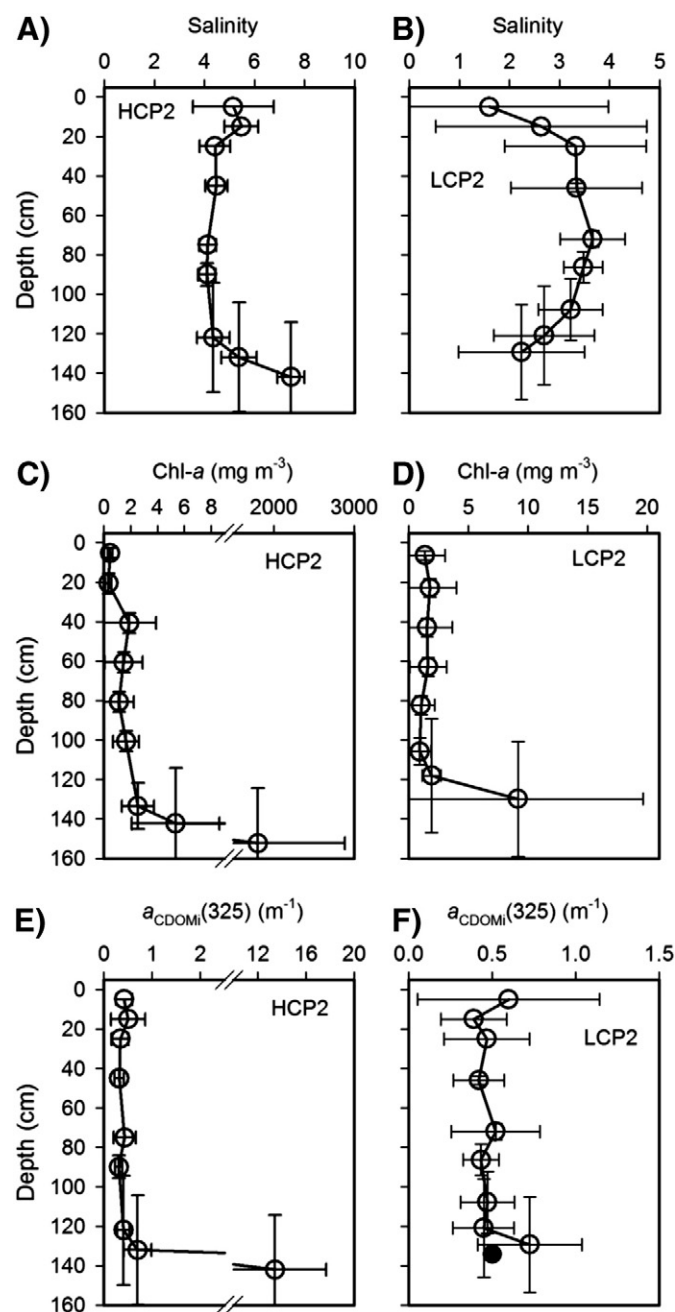 A) Salinity
0 2 4 6 8 10
HCP2
0
20
40
60
80
100
120
140
160
Depth (cm)
B) Salinity
0 1 2 3 4 5
LCP2
C) Chl-a (mg m⁻³)
0 2 4 6 8 2000 3000
HCP2
0
20
40
60
80
100
120
140
160
Depth (cm)
D) Chl-a (mg m⁻³)
0 5 10 15 20
LCP2
E) aCDOMi(325) (m⁻¹)
0 1 2 12 16 20
HCP2
0
20
40
60
80
100
120
140
160
Depth (cm)
F) aCDOMi(325) (m⁻¹)
0.0 0.5 1.0 1.5
LCP2